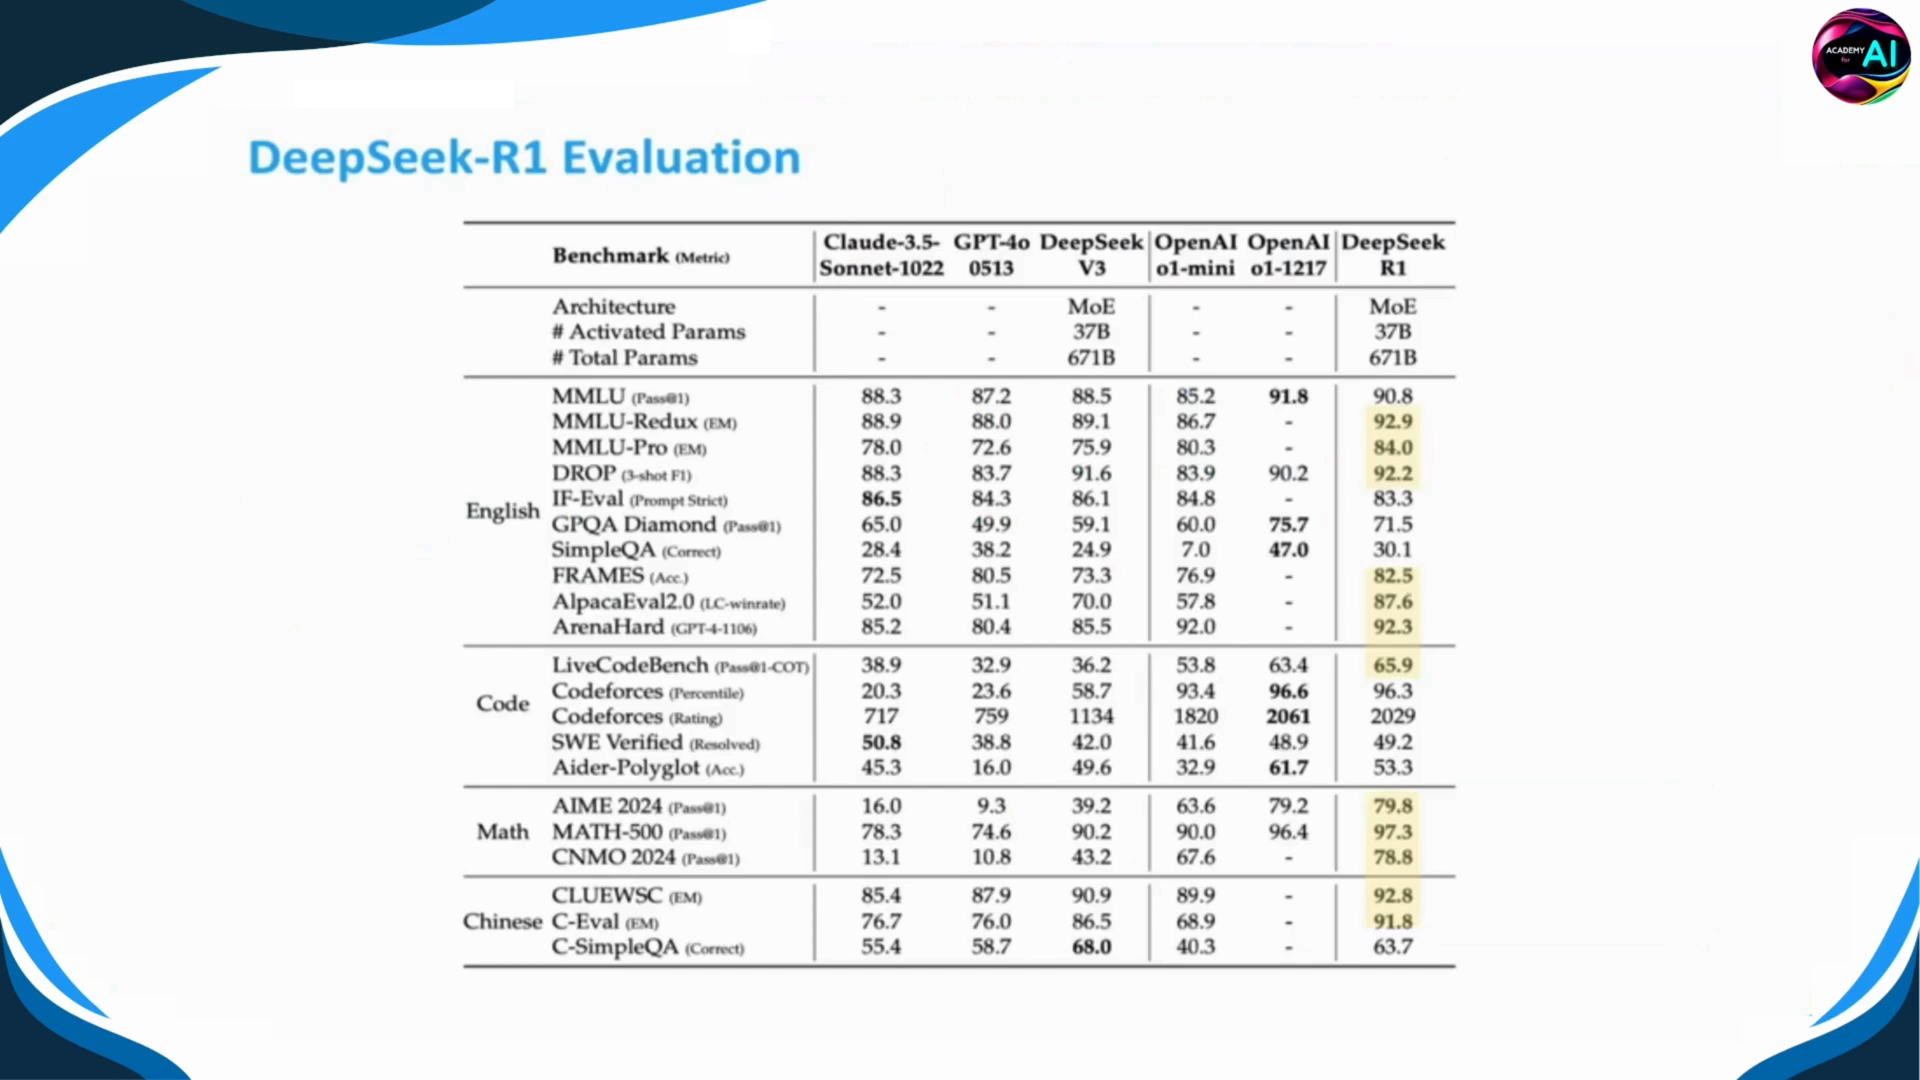 ACADEMY
for
AI
DeepSeek-R1 Evaluation
Benchmark (Metric) Claude-3.5-Sonnet-1022 GPT-4o 0513 DeepSeek V3 OpenAI o1-mini OpenAI o1-1217 DeepSeek R1
Architecture - - MoE - - MoE
# Activated Params - - 37B - - 37B
# Total Params - - 671B - - 671B
English
MMLU (Pass@1) 88.3 87.2 88.5 85.2 91.8 90.8
MMLU-Redux (EM) 88.9 88.0 89.1 86.7 - 92.9
MMLU-Pro (EM) 78.0 72.6 75.9 80.3 - 84.0
DROP (3-shot F1) 88.3 83.7 91.6 83.9 90.2 92.2
IF-Eval (Prompt Strict) 86.5 84.3 86.1 84.8 - 83.3
GPQA Diamond (Pass@1) 65.0 49.9 59.1 60.0 75.7 71.5
SimpleQA (Correct) 28.4 38.2 24.9 7.0 47.0 30.1
FRAMES (Acc.) 72.5 80.5 73.3 76.9 - 82.5
AlpacaEval2.0 (LC-winrate) 52.0 51.1 70.0 57.8 - 87.6
ArenaHard (GPT-4-1106) 85.2 80.4 85.5 92.0 - 92.3
Code
LiveCodeBench (Pass@1-COT) 38.9 32.9 36.2 53.8 63.4 65.9
Codeforces (Percentile) 20.3 23.6 58.7 93.4 96.6 96.3
Codeforces (Rating) 717 759 1134 1820 2061 2029
SWE Verified (Resolved) 50.8 38.8 42.0 41.6 48.9 49.2
Aider-Polyglot (Acc.) 45.3 16.0 49.6 32.9 61.7 53.3
Math
AIME 2024 (Pass@1) 16.0 9.3 39.2 63.6 79.2 79.8
MATH-500 (Pass@1) 78.3 74.6 90.2 90.0 96.4 97.3
CNMO 2024 (Pass@1) 13.1 10.8 43.2 67.6 - 78.8
Chinese
CLUEWSC (EM) 85.4 87.9 90.9 89.9 - 92.8
C-Eval (EM) 76.7 76.0 86.5 68.9 - 91.8
C-SimpleQA (Correct) 55.4 58.7 68.0 40.3 - 63.7